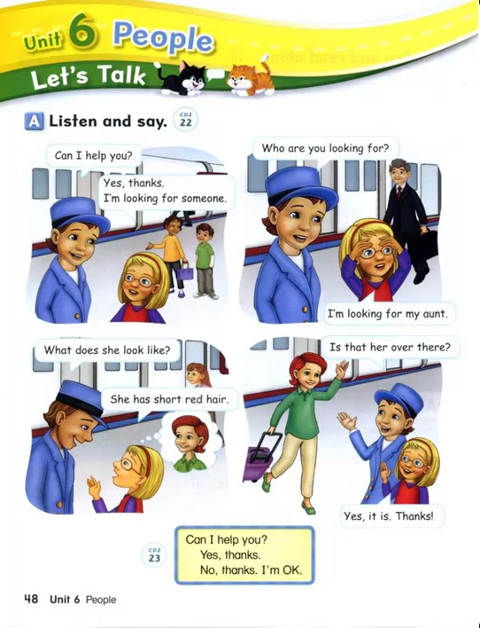 Unit 6 People
Let's Talk
A Listen and say. CD2
22
Can I help you?
Yes, thanks.
I'm looking for someone.
Who are you looking for?
I'm looking for my aunt.
What does she look like?
She has short red hair.
Is that her over there?
Yes, it is. Thanks!
CD2
23
Can I help you?
Yes, thanks.
No, thanks. I'm OK.
48 Unit 6 People